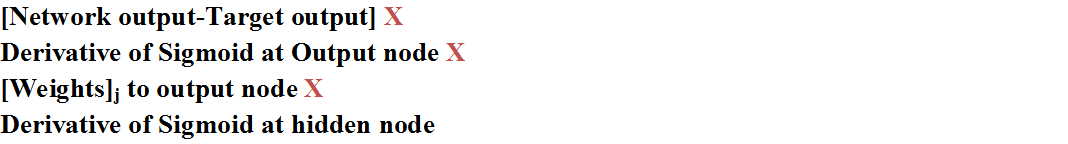 [Network output-Target output] X
Derivative of Sigmoid at Output node X
[Weights]j to output node X
Derivative of Sigmoid at hidden node